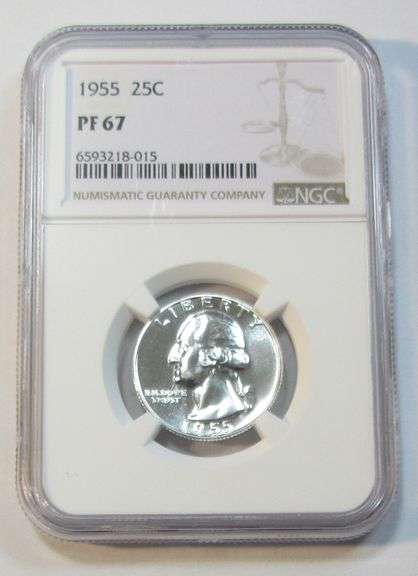 1955 25C
PF 67
6593218-015
NUMISMATIC GUARANTY COMPANY
NGC®
LIBERTY
IN GOD WE
TRUST
1955